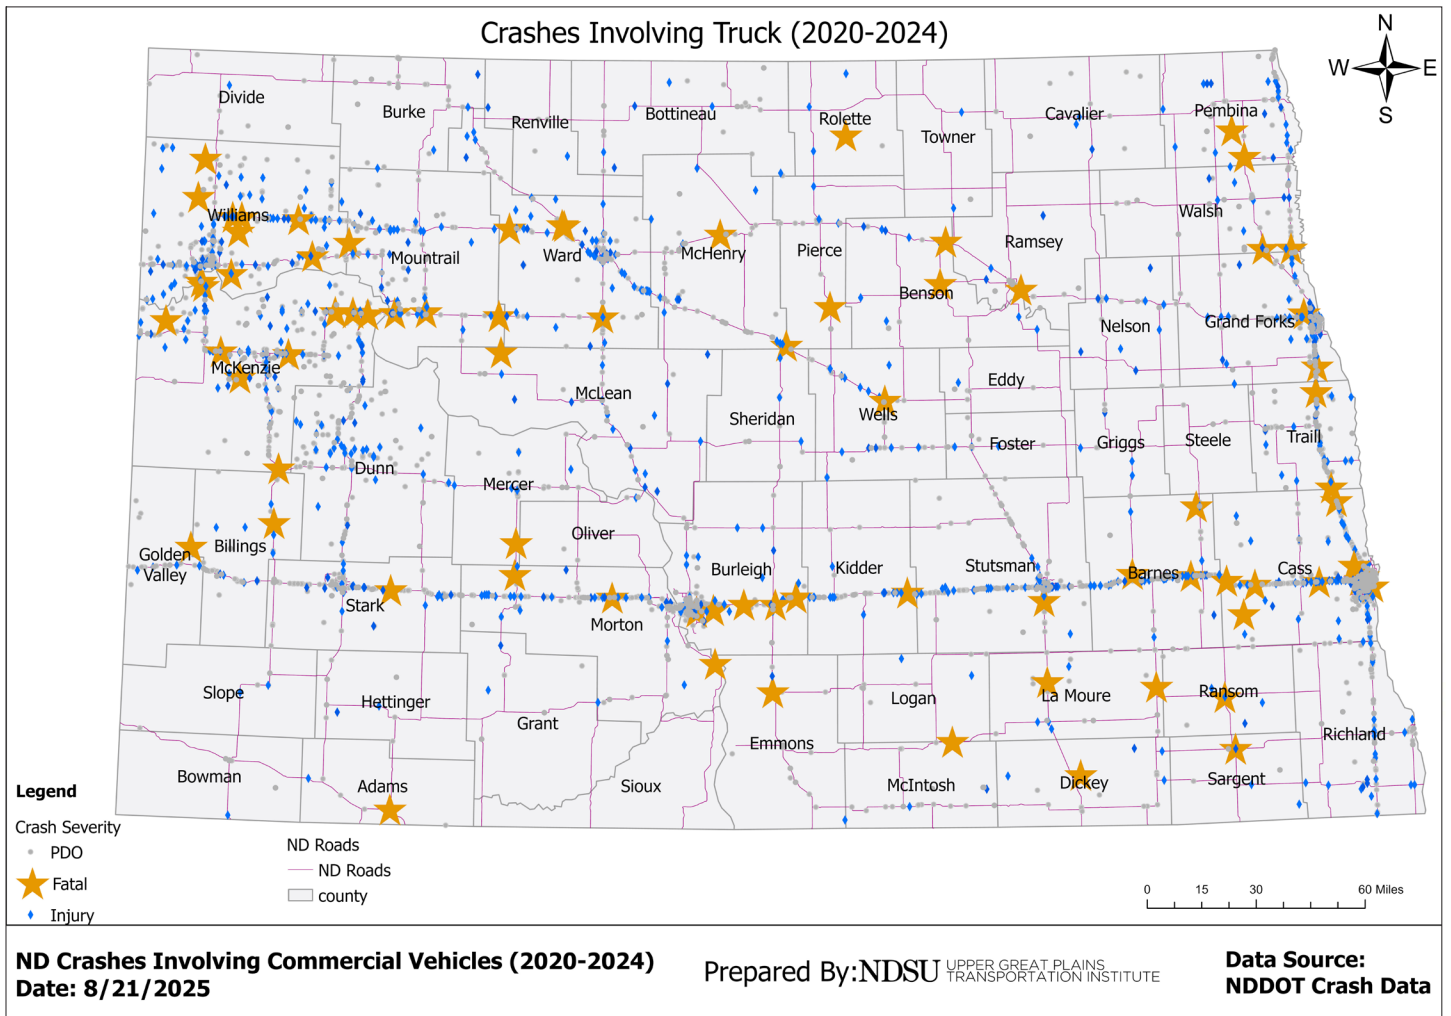 Crashes Involving Truck (2020-2024)
N
W
E
S
Divide
Burke
Renville
Bottineau
Rolette
Towner
Cavalier
Pembina
Williams
Mountrail
Ward
McHenry
Pierce
Benson
Ramsey
Walsh
Nelson
Grand Forks
McKenzie
McLean
Sheridan
Wells
Eddy
Foster
Griggs
Steele
Traill
Dunn
Mercer
Oliver
Golden
Valley
Billings
Stark
Morton
Burleigh
Kidder
Stutsman
Barnes
Cass
Slope
Hettinger
Grant
Emmons
Logan
La Moure
Ransom
Richland
Bowman
Adams
Sioux
McIntosh
Dickey
Sargent
Legend
Crash Severity
PDO
Fatal
Injury
ND Roads
ND Roads
county
0 15 30 60 Miles
ND Crashes Involving Commercial Vehicles (2020-2024)
Date: 8/21/2025
Prepared By:NDSU UPPER GREAT PLAINS
TRANSPORTATION INSTITUTE
Data Source:
NDDOT Crash Data